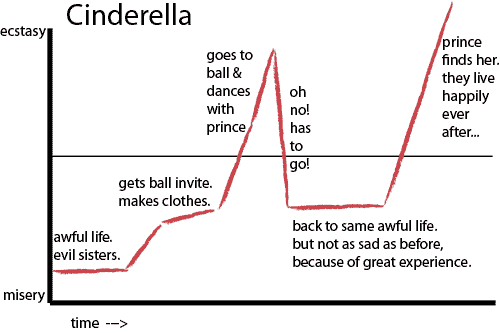 Cinderella
ecstasy
goes to
ball &
dances
with
prince
oh
no!
has
to
go!
prince
finds her.
they live
happily
ever
after...
gets ball invite.
makes clothes.
awful life.
evil sisters.
back to same awful life.
but not as sad as before,
because of great experience.
misery
time --->